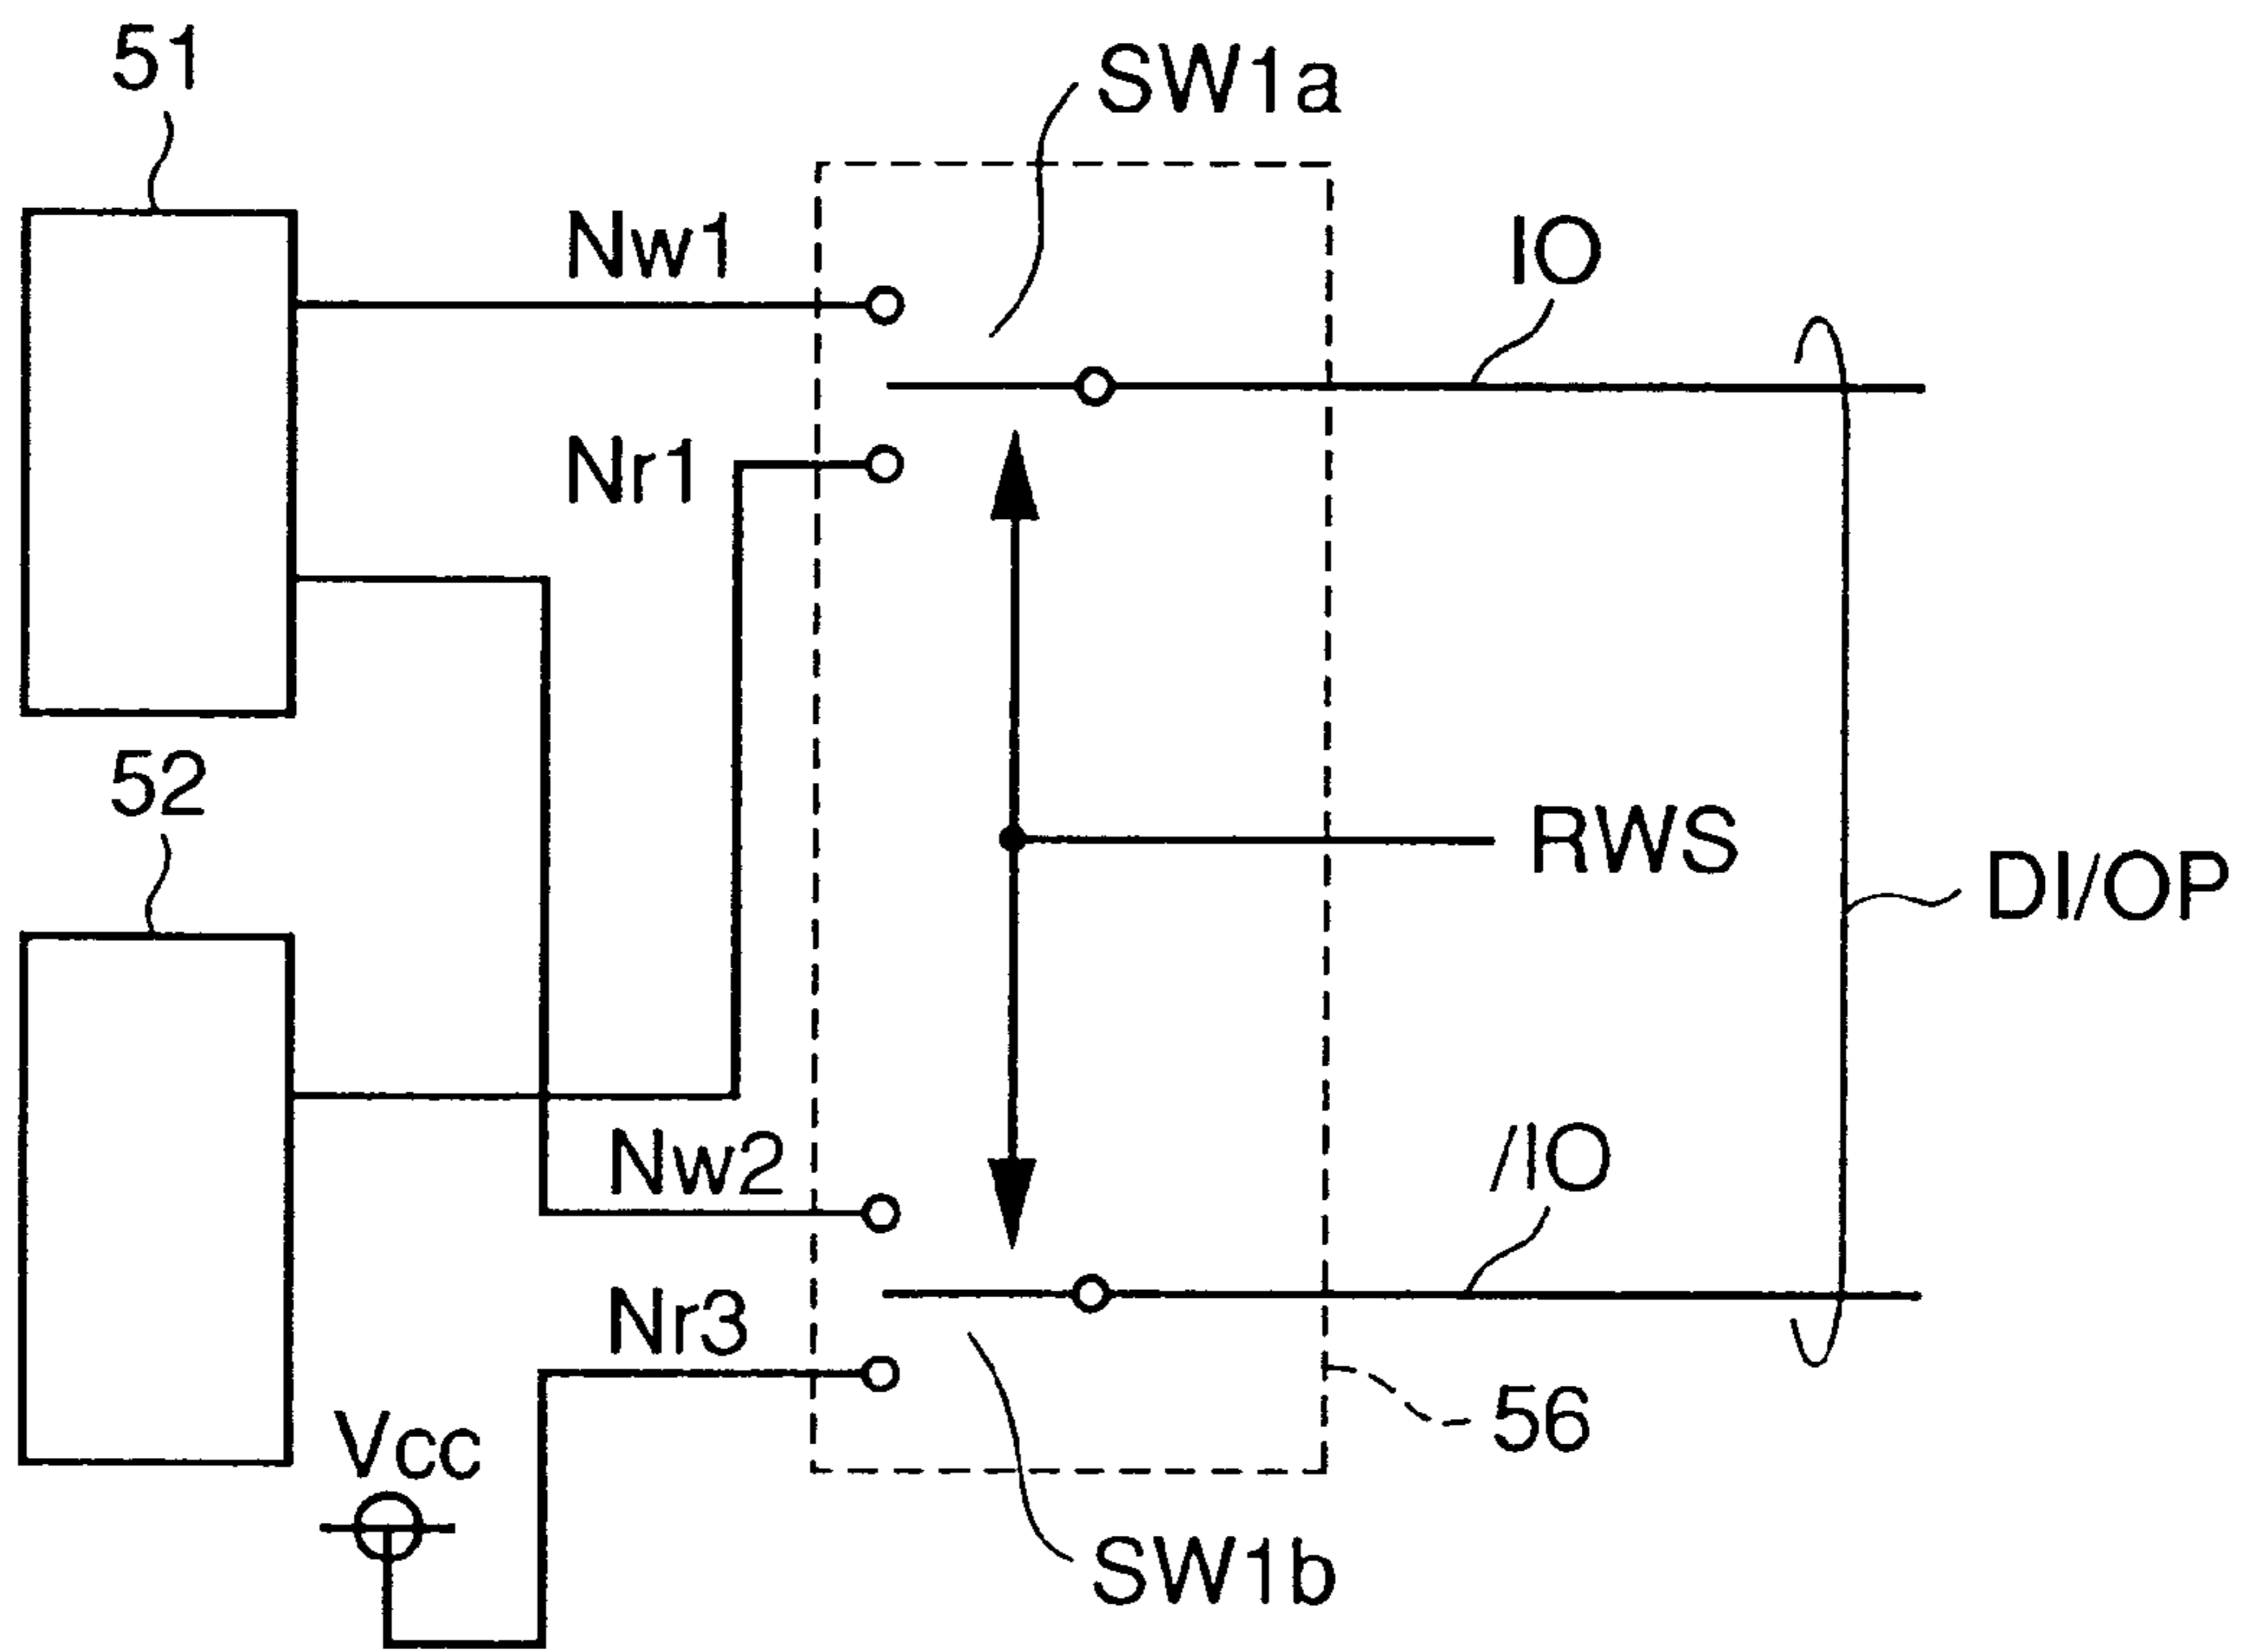 51
SW1a
Nw1
IO
Nr1
52
RWS
DI/OP
Nw2
/IO
Nr3
56
Vcc
SW1b